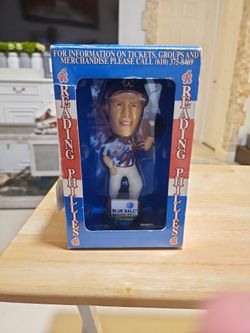 FOR INFORMATION ON TICKETS, GROUPS AND
MERCHANDISE PLEASE CALL (610) 375-8469
READING PHILLIES
READING PHILLIES
BLUE BALL